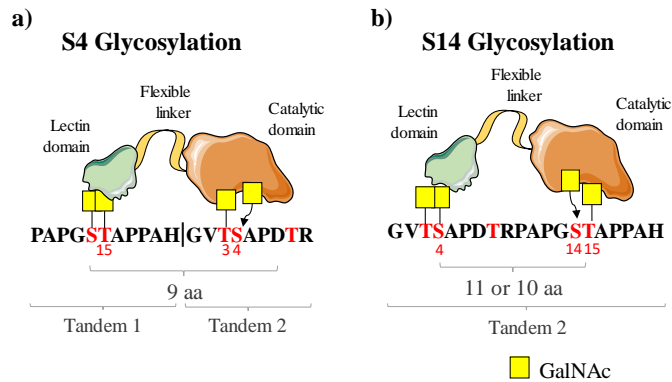 a)
S4 Glycosylation
Flexible
linker
Lectin
domain
Catalytic
domain
PAPGSTAPPAH|GVTSAPDTR
15
3 4
9 aa
Tandem 1
Tandem 2
b)
S14 Glycosylation
Flexible
linker
Lectin
domain
Catalytic
domain
GVTSAPDTRPAPGSTAPPAH
4
14 15
11 or 10 aa
Tandem 2
GalNAc